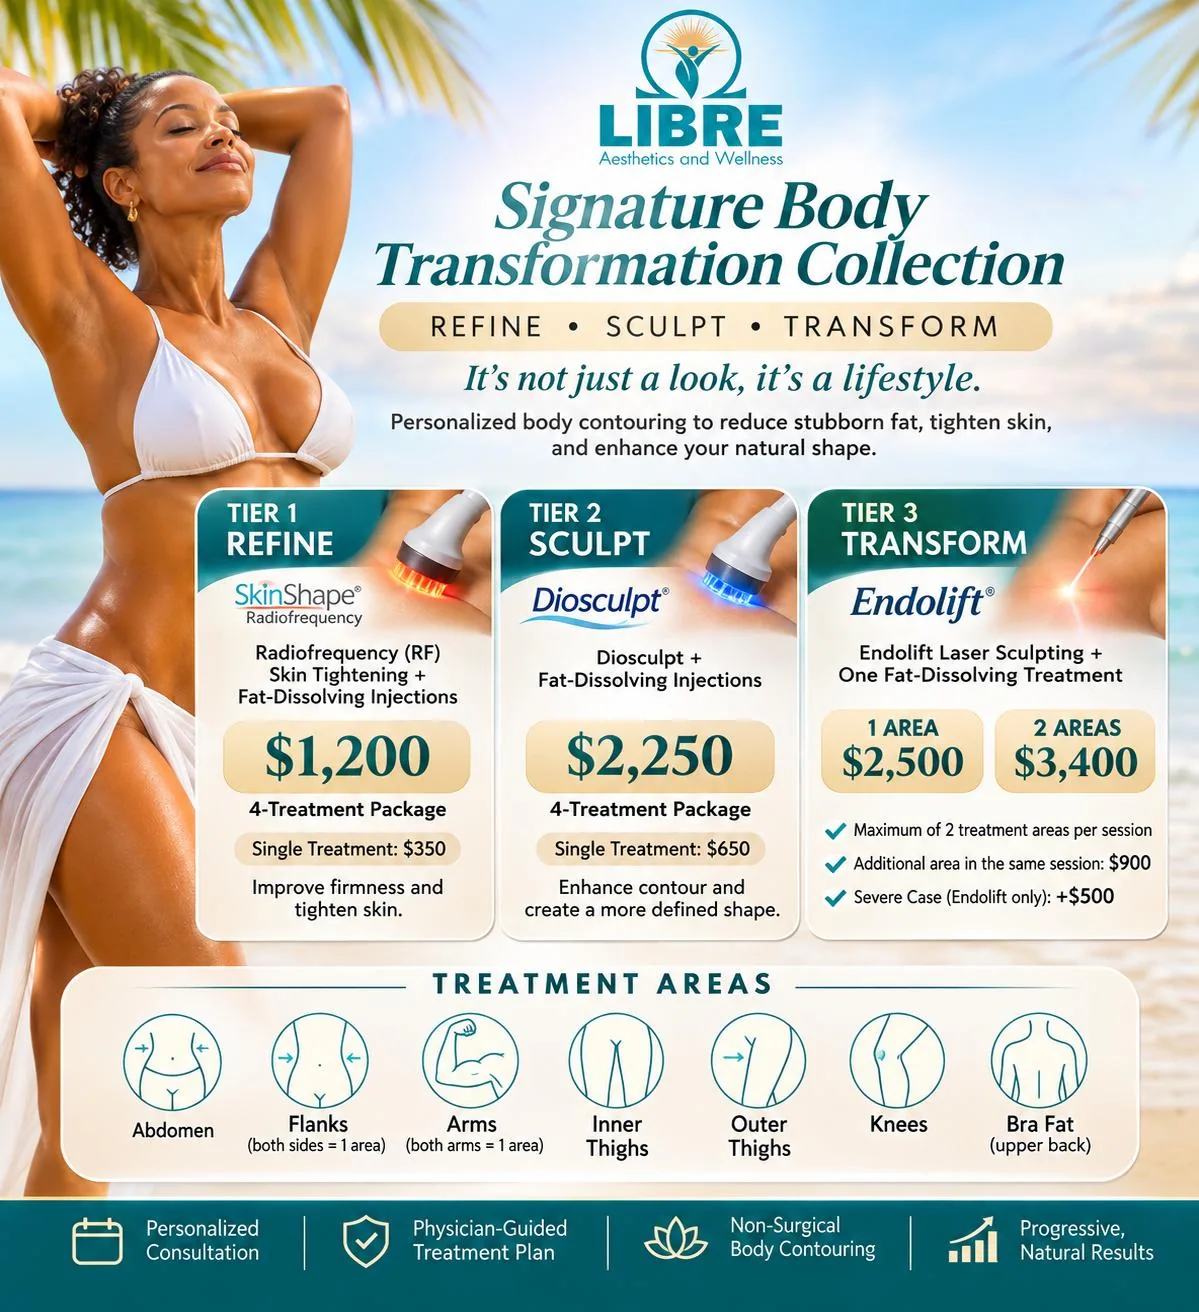 LIBRE
Aesthetics and Wellness
Signature Body
Transformation Collection
REFINE • SCULPT • TRANSFORM
It's not just a look, it's a lifestyle.
Personalized body contouring to reduce stubborn fat, tighten skin,
and enhance your natural shape.
TIER 1
REFINE
SkinShape®
Radiofrequency
Radiofrequency (RF)
Skin Tightening +
Fat-Dissolving Injections
$1,200
4-Treatment Package
Single Treatment: $350
Improve firmness and
tighten skin.
TIER 2
SCULPT
Diosculpt®
Diosculpt +
Fat-Dissolving Injections
$2,250
4-Treatment Package
Single Treatment: $650
Enhance contour and
create a more defined shape.
TIER 3
TRANSFORM
Endolift®
Endolift Laser Sculpting +
One Fat-Dissolving Treatment
1 AREA
$2,500
2 AREAS
$3,400
Maximum of 2 treatment areas per session
Additional area in the same session: $900
Severe Case (Endolift only): +$500
TREATMENT AREAS
Abdomen
Flanks
(both sides = 1 area)
Arms
(both arms = 1 area)
Inner
Thighs
Outer
Thighs
Knees
Bra Fat
(upper back)
Personalized
Consultation
Physician-Guided
Treatment Plan
Non-Surgical
Body Contouring
Progressive,
Natural Results